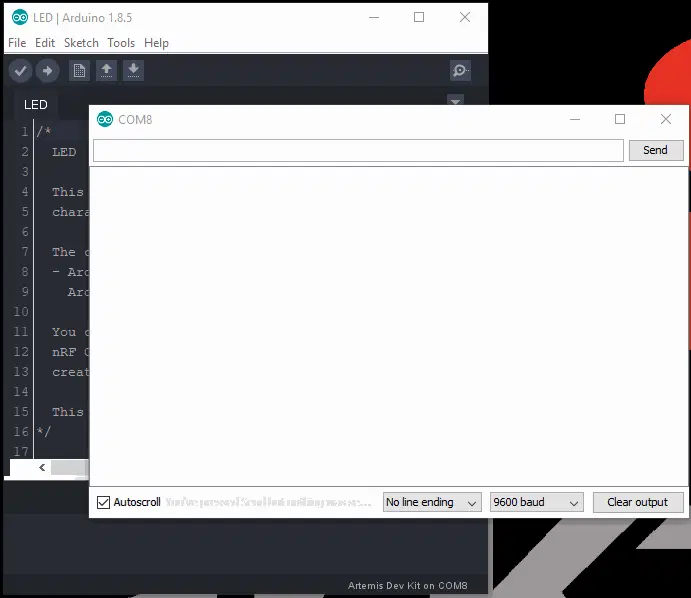 LED | Arduino 1.8.5
File Edit Sketch Tools Help
LED
COM8
Send
1 /*
2 LED
3
4 This
5 chara
6
7 The
8 - Ard
9 Ard
10
11 You
12 nRF
13 creat
14
15 This
16 */
17
Autoscroll
No line ending
9600 baud
Clear output
Artemis Dev Kit on COM8